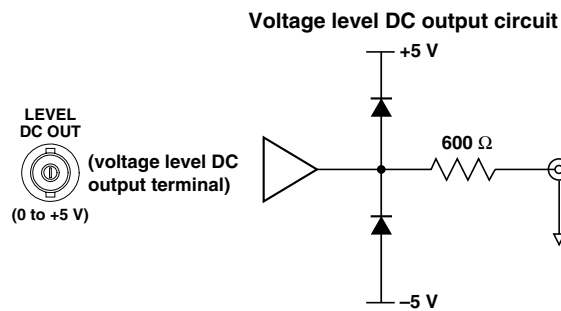 Voltage level DC output circuit
+5 V
LEVEL
DC OUT
600 Ω
(voltage level DC
output terminal)
(0 to +5 V)
–5 V